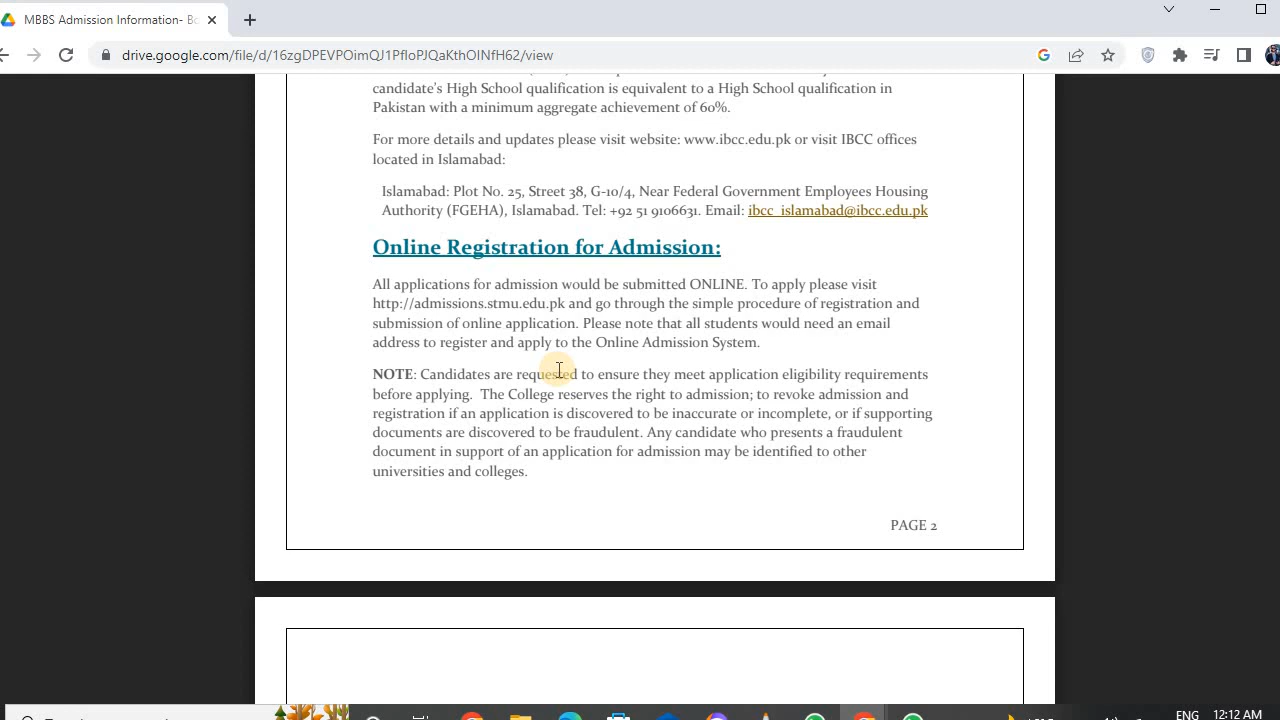 MBBS Admission Information- Bo
drive.google.com/file/d/16zgDPEVPOimQJ1PfloPJQaKthOINfH62/view
candidate's High School qualification is equivalent to a High School qualification in
Pakistan with a minimum aggregate achievement of 60%.
For more details and updates please visit website: www.ibcc.edu.pk or visit IBCC offices
located in Islamabad:
Islamabad: Plot No. 25, Street 38, G-10/4, Near Federal Government Employees Housing
Authority (FGEHA), Islamabad. Tel: +92 51 9106631. Email: ibcc_islamabad@ibcc.edu.pk
Online Registration for Admission:
All applications for admission would be submitted ONLINE. To apply please visit
http://admissions.stmu.edu.pk and go through the simple procedure of registration and
submission of online application. Please note that all students would need an email
address to register and apply to the Online Admission System.
NOTE: Candidates are requested to ensure they meet application eligibility requirements
before applying. The College reserves the right to admission; to revoke admission and
registration if an application is discovered to be inaccurate or incomplete, or if supporting
documents are discovered to be fraudulent. Any candidate who presents a fraudulent
document in support of an application for admission may be identified to other
universities and colleges.
PAGE 2
ENG 12:12 AM